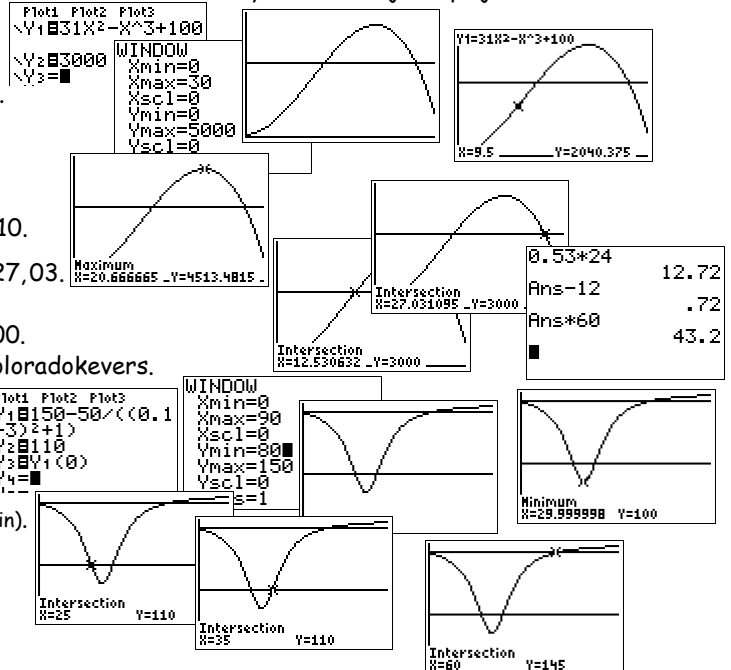 Plot1 Plot2 Plot3
\Y1=31X²-X^3+100
\Y2=3000
\Y3=
WINDOW
Xmin=0
Xmax=30
Xscl=0
Ymin=0
Ymax=5000
Yscl=0
Y1=31X²-X^3+100
X=9.5 Y=2040.375
10.
27,03.
00.
oloradokevers.
Maximum
X=20.666665 Y=4513.4815
Intersection
X=12.530632 Y=3000
Intersection
X=27.031095 Y=3000
0.53*24
12.72
Ans-12
.72
Ans*60
43.2
lot1 Plot2 Plot3
Y1=150-50/((0.1
-3)²+1)
Y2=110
Y3=Y1(0)
Y4=
WINDOW
Xmin=0
Xmax=90
Xscl=0
Ymin=80
Ymax=150
Yscl=0
s=1
Minimum
X=29.999998 Y=100
in).
Intersection
X=25 Y=110
Intersection
X=35 Y=110
Intersection
X=60 Y=145